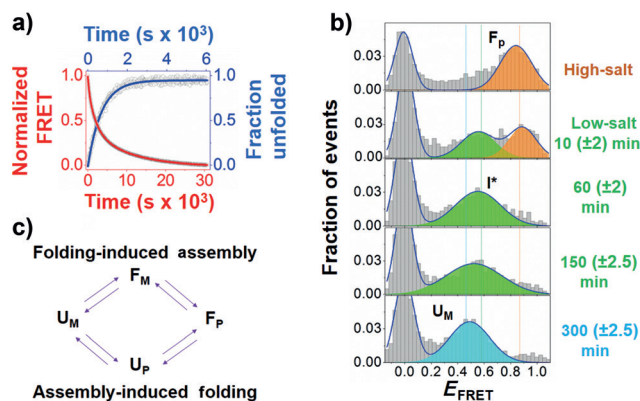 a)
Time (s x 10³)
0 2 4 6
Normalized
FRET
1.0
0.5
0.0
1.0
0.5
0.0
Fraction
unfolded
0 10 20 30
Time (s x 10³)
c)
Folding-induced assembly
F_M
U_M
F_P
U_P
Assembly-induced folding
b)
Fraction of events
0.03
0.00
F_p
High-salt
0.03
0.00
Low-salt
10 (±2) min
0.03
0.00
I*
60 (±2)
min
0.03
0.00
150 (±2.5)
min
0.03
0.00
U_M
300 (±2.5)
min
0.0 0.2 0.4 0.6 0.8 1.0
E_FRET